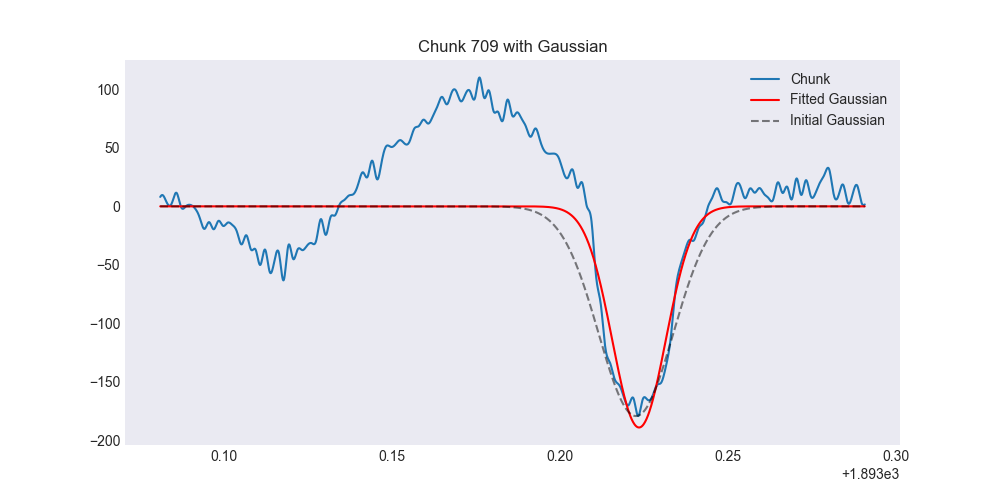 Chunk 709 with Gaussian
Chunk
Fitted Gaussian
Initial Gaussian
100
50
0
−50
−100
−150
−200
0.10 0.15 0.20 0.25 0.30
+1.893e3